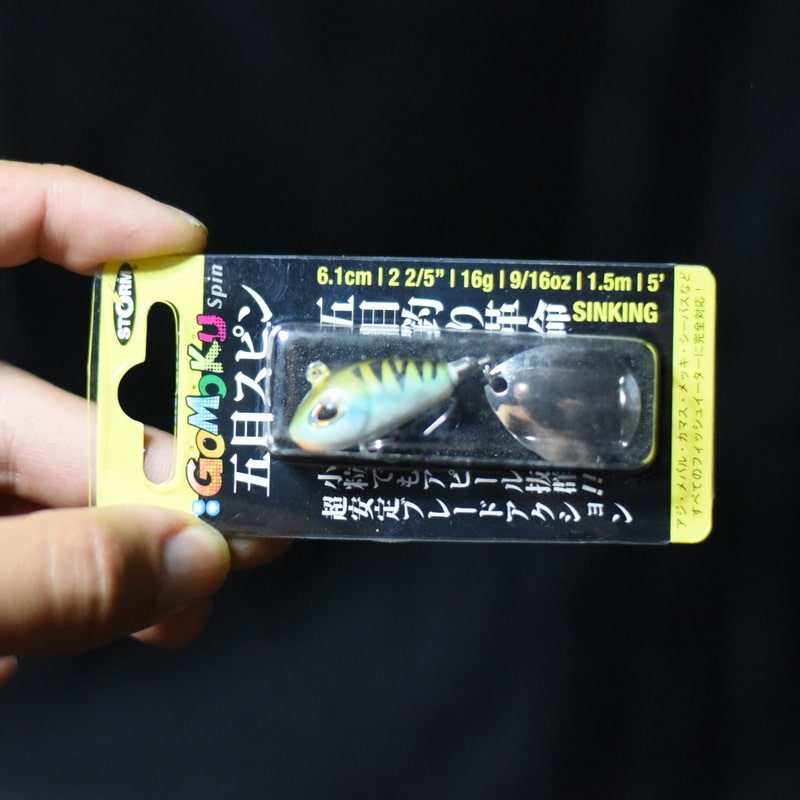 STORM
GOMOKU Spin
五目スピン
6.1cm | 2 2/5” | 16g | 9/16oz | 1.5m | 5’
SINKING
五目釣り革命
小粒でもアピール抜群!!
超安定ブレードアクション
アジ・メバル・カマス・メッキ・シーバスなど
すべてのフィッシュイーターに完全対応！